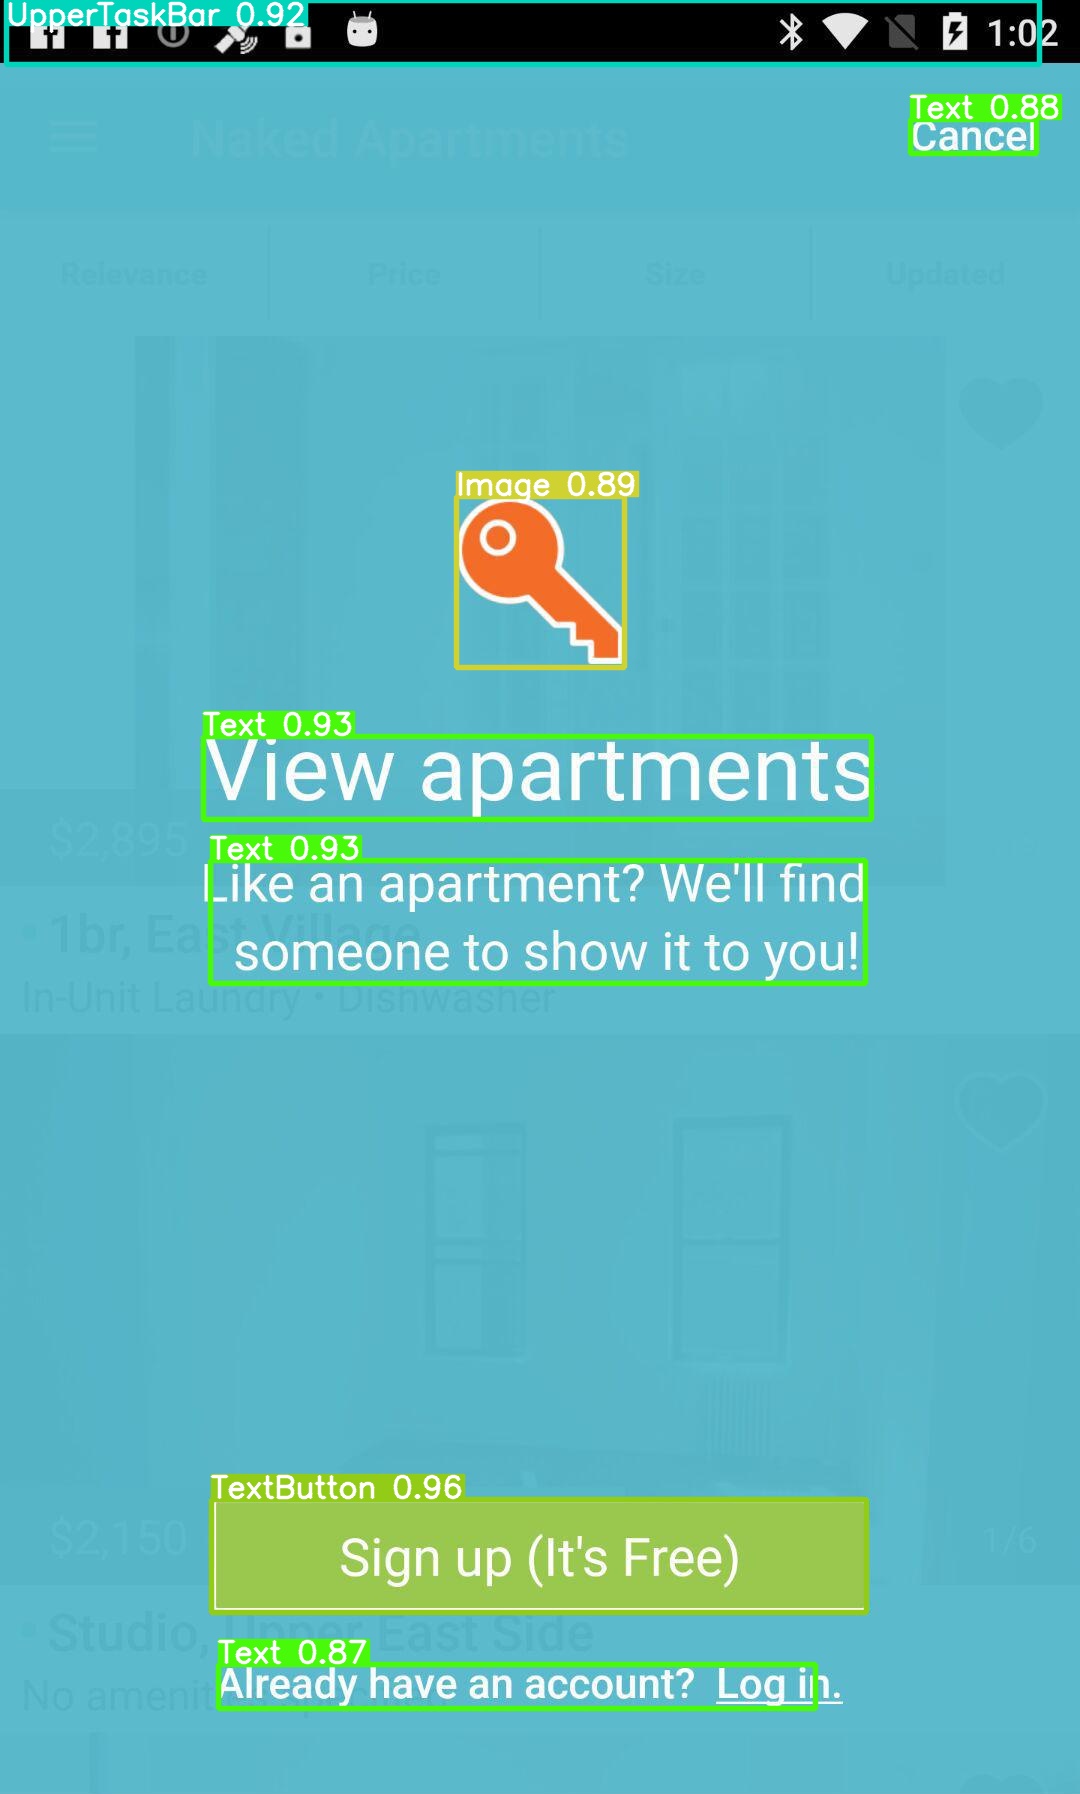 UpperTaskBar 0.92
1:02
Text 0.88
Naked Apartments
Cancel
Relevance Price Size Updated
Image 0.89
Text 0.93
View apartments
$2,895
Text 0.93
Like an apartment? We'll find
1br, East Village
someone to show it to you!
In-Unit Laundry • Dishwasher
TextButton 0.96
$2,150
Sign up (It's Free)
1/6
Studio, Upper East Side
Text 0.87
Already have an account? Log in.
No